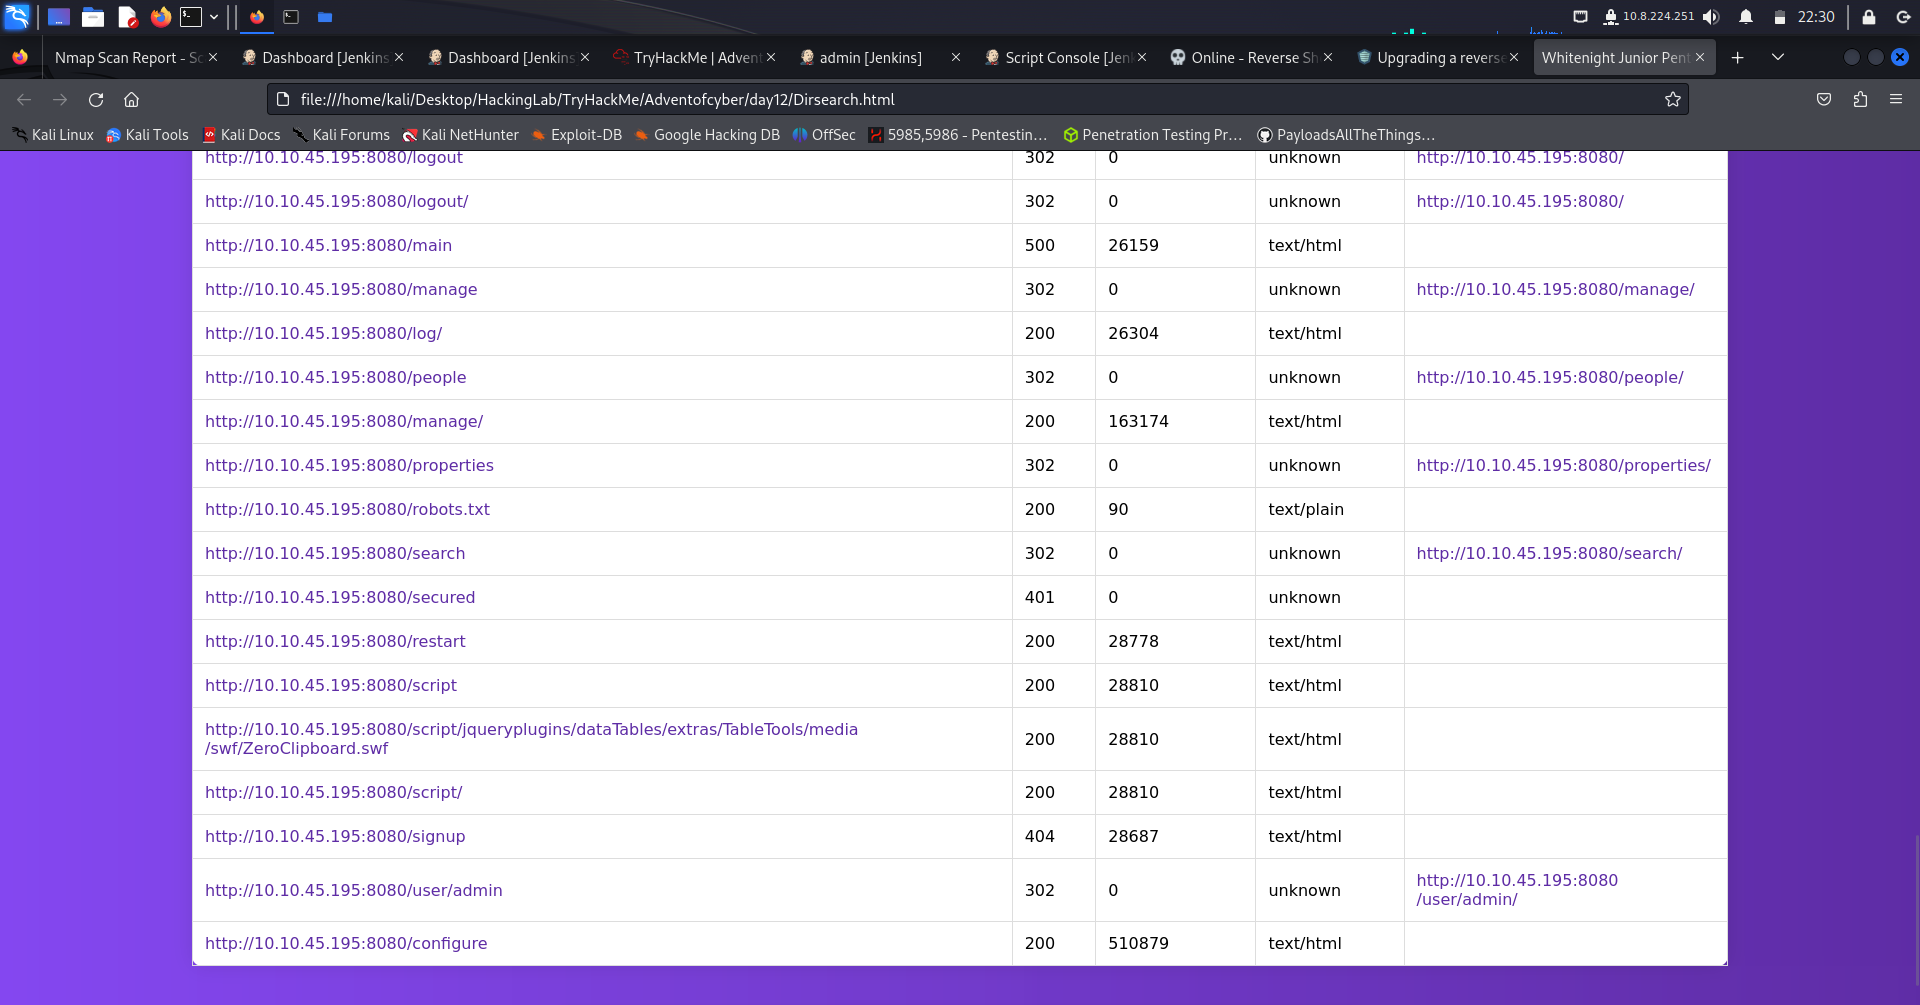 10.8.224.251
22:30
Nmap Scan Report - Sc
Dashboard [Jenkins
Dashboard [Jenkins
TryHackMe | Advent
admin [Jenkins]
Script Console [Jenk
Online - Reverse Sh
Upgrading a reverse
Whitenight Junior Pent
file:///home/kali/Desktop/HackingLab/TryHackMe/Adventofcyber/day12/Dirsearch.html
Kali Linux
Kali Tools
Kali Docs
Kali Forums
Kali NetHunter
Exploit-DB
Google Hacking DB
OffSec
5985,5986 - Pentestin…
Penetration Testing Pr…
PayloadsAllTheThings…
http://10.10.45.195:8080/logout 302 0 unknown http://10.10.45.195:8080/
http://10.10.45.195:8080/logout/ 302 0 unknown http://10.10.45.195:8080/
http://10.10.45.195:8080/main 500 26159 text/html
http://10.10.45.195:8080/manage 302 0 unknown http://10.10.45.195:8080/manage/
http://10.10.45.195:8080/log/ 200 26304 text/html
http://10.10.45.195:8080/people 302 0 unknown http://10.10.45.195:8080/people/
http://10.10.45.195:8080/manage/ 200 163174 text/html
http://10.10.45.195:8080/properties 302 0 unknown http://10.10.45.195:8080/properties/
http://10.10.45.195:8080/robots.txt 200 90 text/plain
http://10.10.45.195:8080/search 302 0 unknown http://10.10.45.195:8080/search/
http://10.10.45.195:8080/secured 401 0 unknown
http://10.10.45.195:8080/restart 200 28778 text/html
http://10.10.45.195:8080/script 200 28810 text/html
http://10.10.45.195:8080/script/jqueryplugins/dataTables/extras/TableTools/media
/swf/ZeroClipboard.swf 200 28810 text/html
http://10.10.45.195:8080/script/ 200 28810 text/html
http://10.10.45.195:8080/signup 404 28687 text/html
http://10.10.45.195:8080/user/admin 302 0 unknown http://10.10.45.195:8080
/user/admin/
http://10.10.45.195:8080/configure 200 510879 text/html